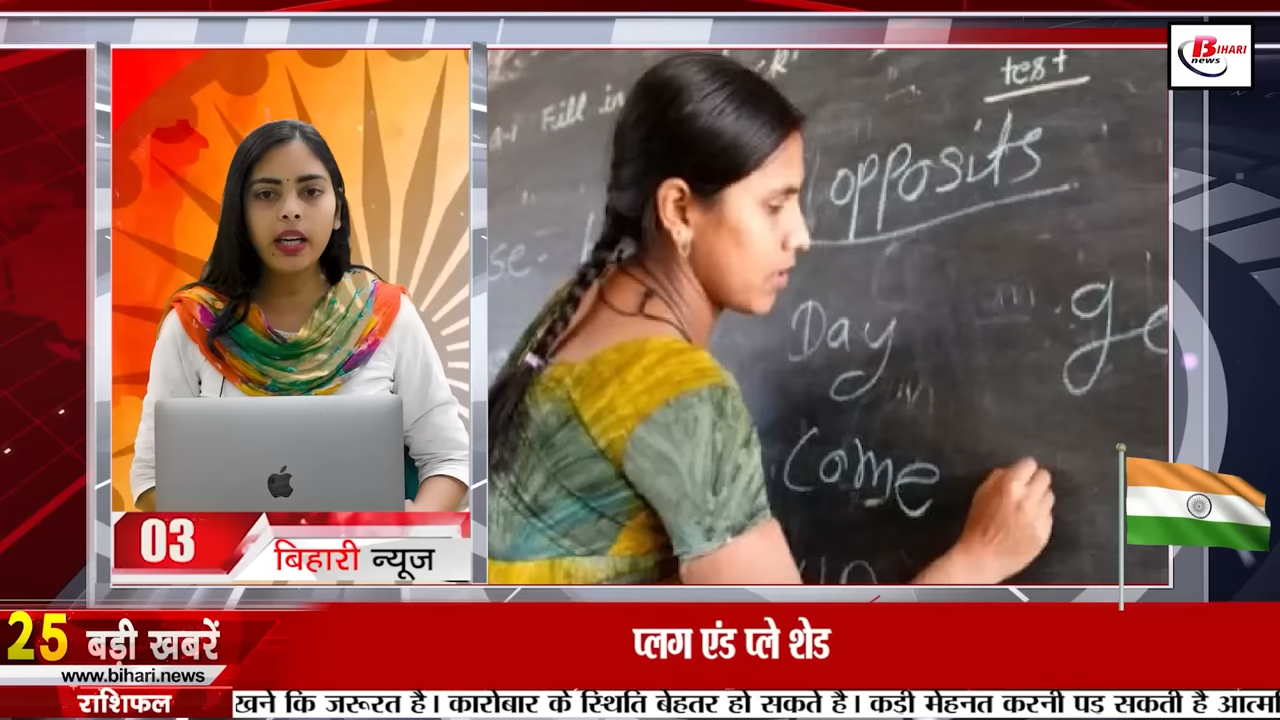 BIHARI
news
test
Fill in
opposits
se.
Day
ge
Come
03
बिहारी न्यूज
25 बड़ी खबरें
www.bihari.news
प्लग एंड प्ले शेड
राशिफल
खने कि जरूरत है। कारोबार के स्थिति बेहतर हो सकते है। कड़ी मेहनत करनी पड़ सकती है आत्मि